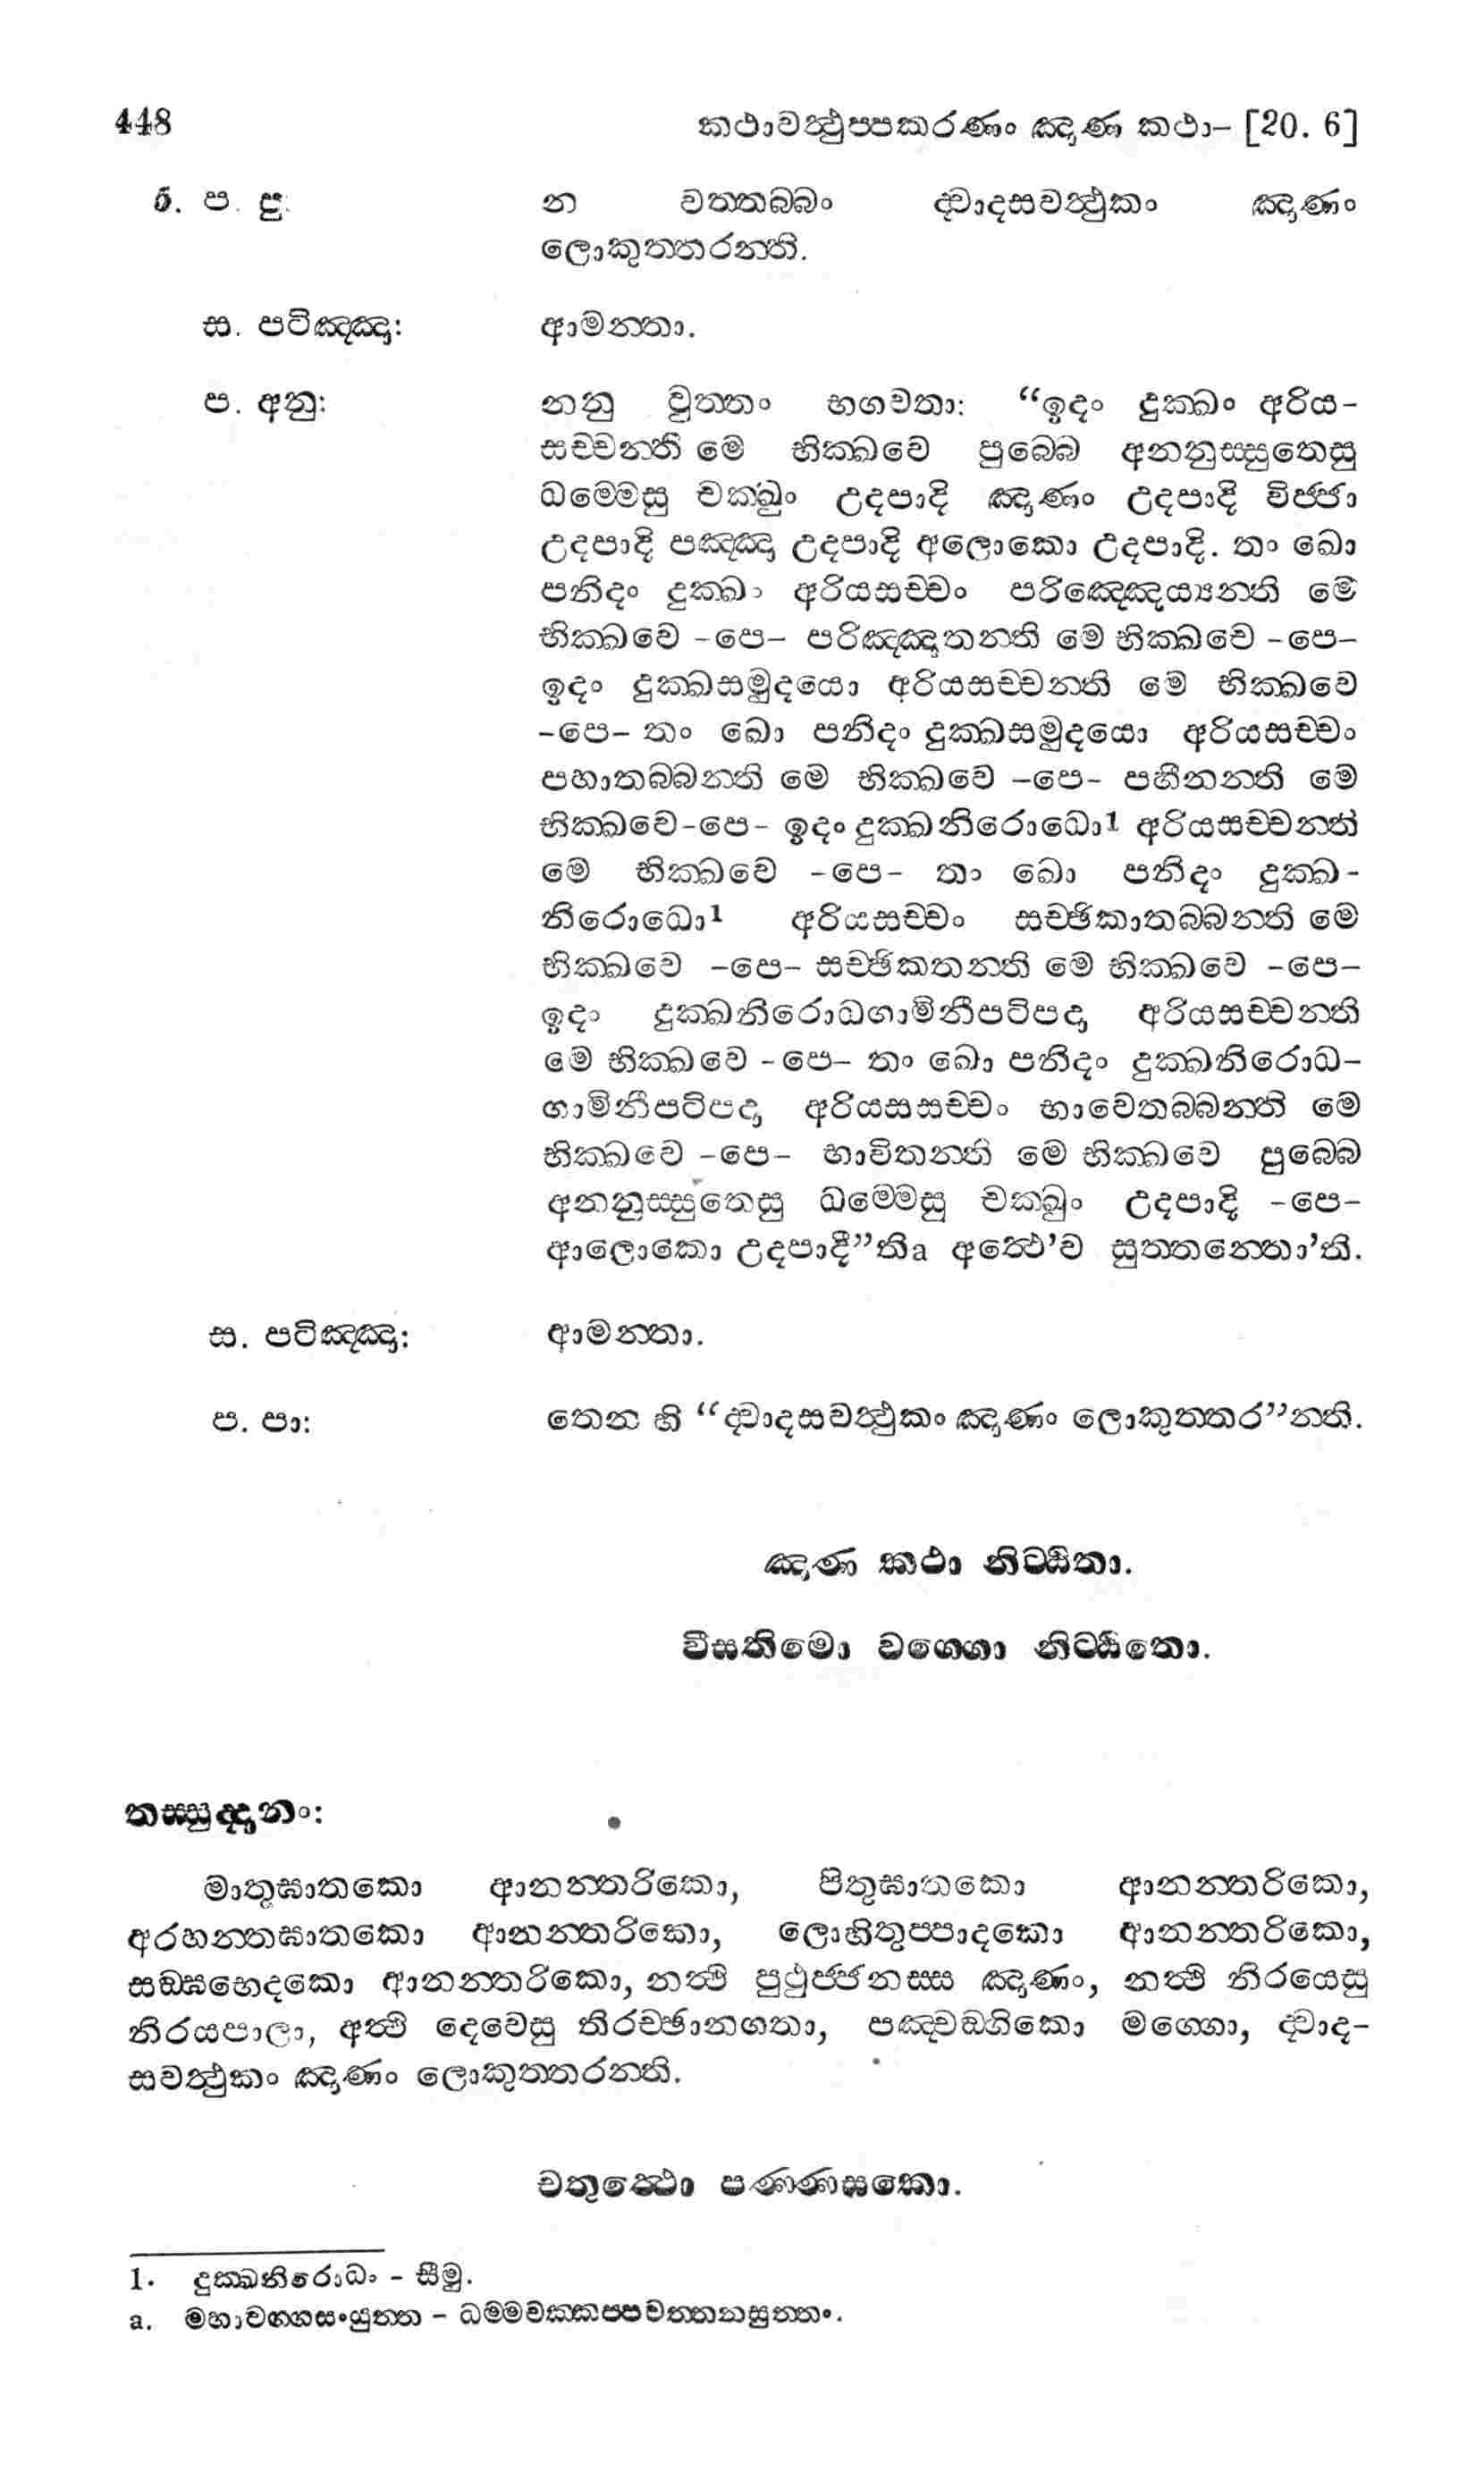 448 කථාවත්‍ථුප‍්පකරණං ඤාණ කථා– [20. 6]
6. ප. පු: න වත‍්තබ‍්බං ද්වාදසවත්‍ථුකං ඤාණං
ලොකුත‍්තරන‍්ති.
ස. පටිඤ‍්ඤා: ආමන‍්තා.
ප. අනු: නනු වුත‍්තං භගවතා: “ඉදං දුක‍්ඛං අරිය-
සච‍්චන‍්ති මෙ භික‍්ඛවෙ පුබ‍්බෙ අනනුස‍්සුතෙසු
ධම‍්මෙසු චක‍්ඛුං උදපාදි ඤාණං උදපාදි විජ‍්ජා
උදපාදි පඤ‍්ඤා උදපාදි අලොකො උදපාදි. තං ඛො
පනිදං දුක‍්ඛං අරියසච‍්චං පරිඤ‍්ඤෙය්‍යන‍්ති මෙ
භික‍්ඛවෙ -පෙ- පරිඤ‍්ඤාතන‍්ති මෙ භික‍්ඛවෙ -පෙ-
ඉදං දුක‍්ඛසමුදයො අරියසච‍්චන‍්ති මෙ භික‍්ඛවෙ
-පෙ- තං ඛො පනිදං දුක‍්ඛසමුදයො අරියසච‍්චං
පහාතබ‍්බන‍්ති මෙ භික‍්ඛවෙ -පෙ- පහීනන‍්ති මෙ
භික‍්ඛවෙ-පෙ- ඉදං දුක‍්ඛනිරොධො1 අරියසච‍්චන‍්ති
මෙ භික‍්ඛවෙ -පෙ- තං ඛො පනිදං දුක‍්ඛ-
නිරොධො1 අරියසච‍්චං සච‍්ඡිකාතබ‍්බන‍්ති මෙ
භික‍්ඛවෙ -පෙ- සච‍්ඡිකතන‍්ති මෙ භික‍්ඛවෙ -පෙ-
ඉදං දුක‍්ඛනිරොධගාමිනීපටිපදා අරියසච‍්චන‍්ති
මෙ භික‍්ඛවෙ -පෙ- තං ඛො පනිදං දුක‍්ඛනිරොධ-
ගාමිනීපටිපදා අරියසසච‍්චං භාවෙතබ‍්බන‍්ති මෙ
භික‍්ඛවෙ -පෙ- භාවිතන‍්ති මෙ භික‍්ඛවෙ පුබ‍්බෙ
අනනුස‍්සුතෙසු ධම‍්මෙසු චක‍්ඛුං උදපාදි -පෙ-
ආලොකො උදපාදී”තිa අත්‍ථෙ’ව සුත‍්තන‍්තො’ති.
ස. පටිඤ‍්ඤා: ආමන‍්තා.
ප. පා: තෙන හි “ද්වාදසවත්‍ථුකං ඤාණං ලොකුත‍්තර”න‍්ති.
ඤාණ කථා නිට‍්ඨිතා.
වීසතිමො වග‍්ගො නිට‍්ඨිතො.
තස‍්සුද‍්දානං:
මාතුඝාතකො ආනන‍්තරිකො, පිතුඝාතකො ආනන‍්තරිකො,
අරහන‍්තඝාතකො ආනන‍්තරිකො, ලොහිතුප‍්පාදකො ආනන‍්තරිකො,
සඞ‍්ඝභෙදකො ආනන‍්තරිකො, නත්‍ථි පුථුජ‍්ජනස‍්ස ඤාණං, නත්‍ථි නිරයෙසු
නිරයපාලා, අත්‍ථි දෙවෙසු තිරච‍්ඡානගතා, පඤ‍්චඞ‍්ගිකො මග‍්ගො, ද්වාද-
සවත්‍ථුකං ඤාණං ලොකුත‍්තරන‍්ති.
චතුත්‍ථො පණ‍්ණාසකො.
1. දුක‍්ඛනිරොධං - සීමු.
a. මහාවග‍්ගසංයුත‍්ත - ධම‍්මචක‍්කප‍්පවත‍්තනසුත‍්තං.